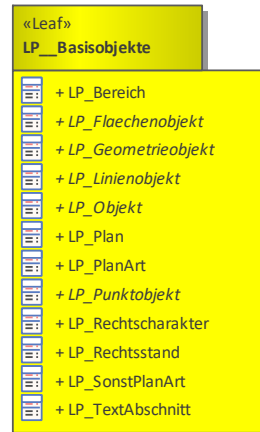 «Leaf»
LP__Basisobjekte
+ LP_Bereich
+ LP_Flaechenobjekt
+ LP_Geometrieobjekt
+ LP_Linienobjekt
+ LP_Objekt
+ LP_Plan
+ LP_PlanArt
+ LP_Punktobjekt
+ LP_Rechtscharakter
+ LP_Rechtsstand
+ LP_SonstPlanArt
+ LP_TextAbschnitt